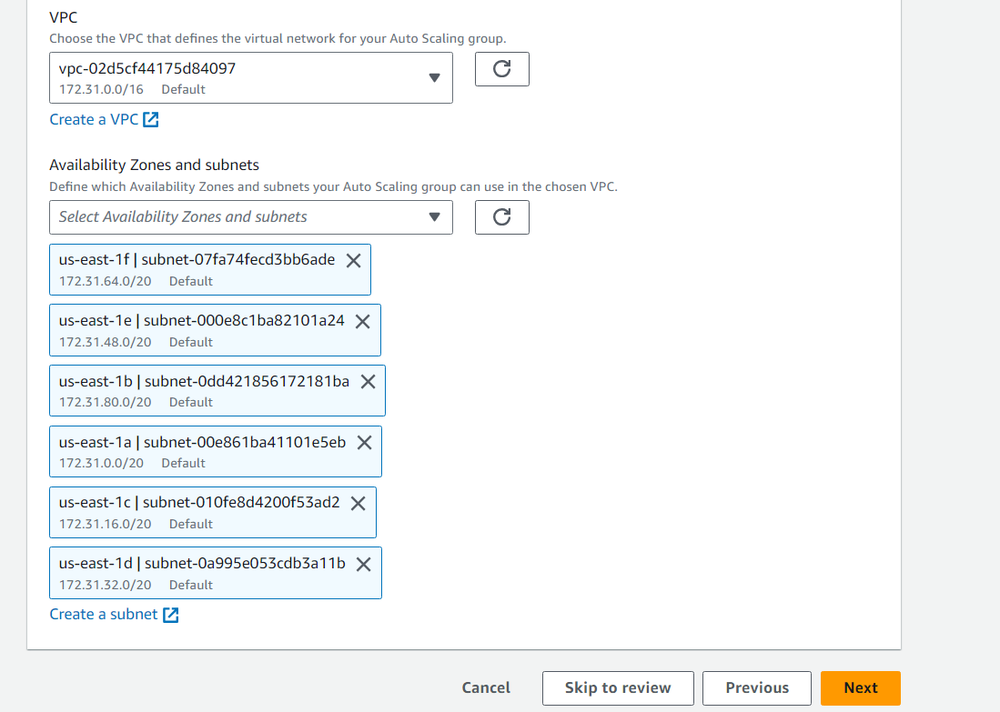 VPC
Choose the VPC that defines the virtual network for your Auto Scaling group.
vpc-02d5cf44175d84097
172.31.0.0/16 Default
Create a VPC
Availability Zones and subnets
Define which Availability Zones and subnets your Auto Scaling group can use in the chosen VPC.
Select Availability Zones and subnets
us-east-1f | subnet-07fa74fecd3bb6ade
172.31.64.0/20 Default
us-east-1e | subnet-000e8c1ba82101a24
172.31.48.0/20 Default
us-east-1b | subnet-0dd421856172181ba
172.31.80.0/20 Default
us-east-1a | subnet-00e861ba41101e5eb
172.31.0.0/20 Default
us-east-1c | subnet-010fe8d4200f53ad2
172.31.16.0/20 Default
us-east-1d | subnet-0a995e053cdb3a11b
172.31.32.0/20 Default
Create a subnet
Cancel Skip to review Previous Next